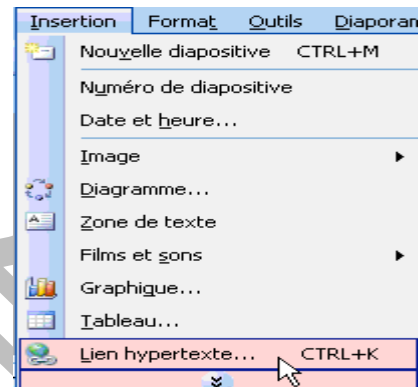 Insertion Format Outils Diaporan
Nouvelle diapositive CTRL+M
Numéro de diapositive
Date et heure...
Image
Diagramme...
Zone de texte
Films et sons
Graphique...
Tableau...
Lien hypertexte... CTRL+K